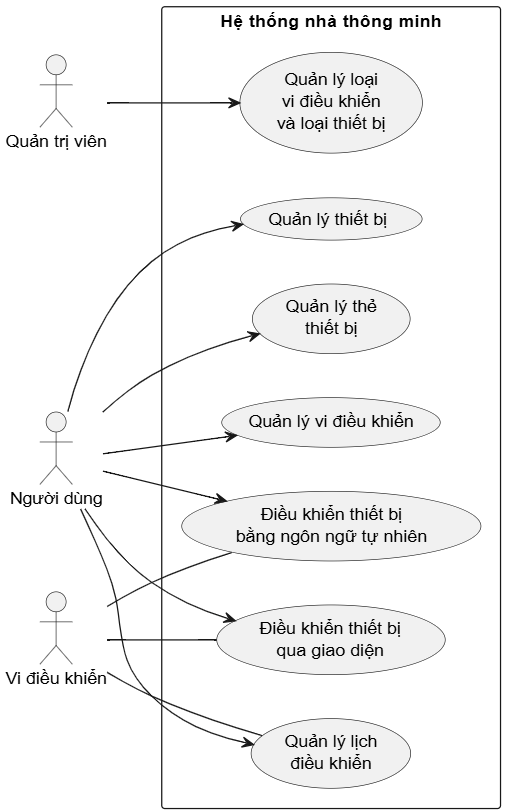 Hệ thống nhà thông minh
Quản lý loại
vi điều khiển
và loại thiết bị
Quản trị viên
Quản lý thiết bị
Quản lý thẻ
thiết bị
Quản lý vi điều khiển
Người dùng
Điều khiển thiết bị
bằng ngôn ngữ tự nhiên
Điều khiển thiết bị
qua giao diện
Vi điều khiển
Quản lý lịch
điều khiển